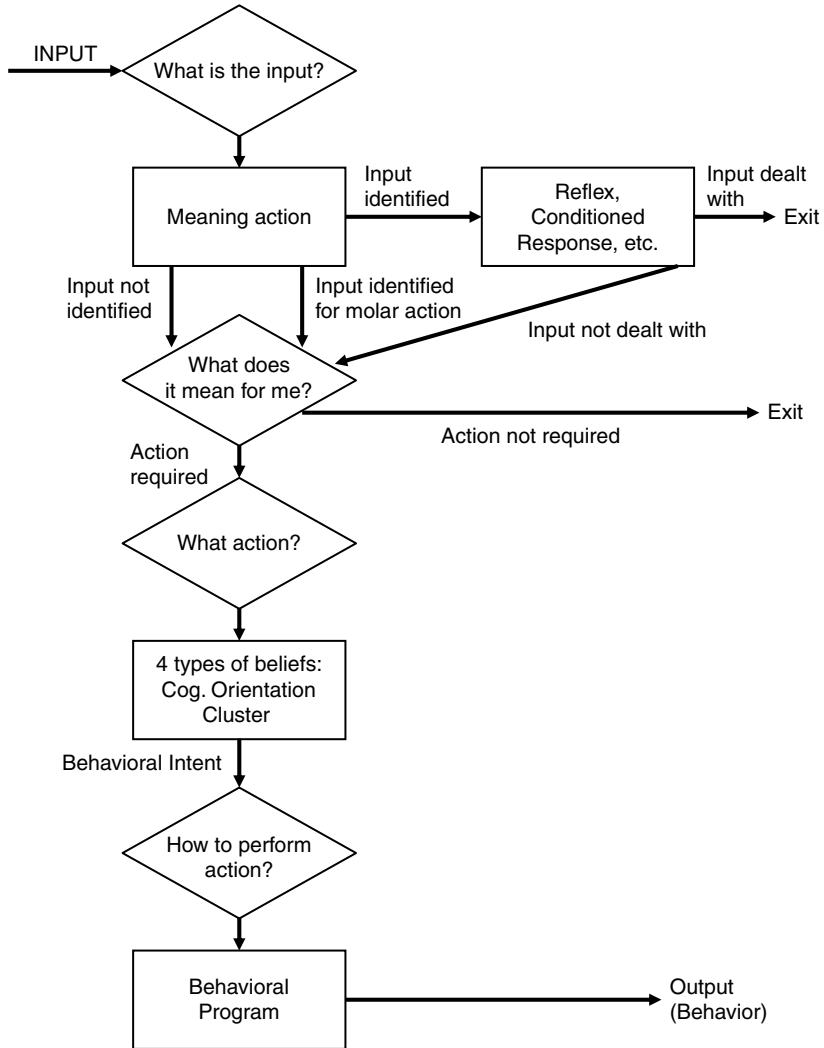 INPUT
What is the input?
Meaning action
Input
identified
Reflex,
Conditioned
Response, etc.
Input dealt
with
Exit
Input not
identified
Input identified
for molar action
Input not dealt with
What does
it mean for me?
Exit
Action not required
Action
required
What action?
4 types of beliefs:
Cog. Orientation
Cluster
Behavioral Intent
How to perform
action?
Behavioral
Program
Output
(Behavior)